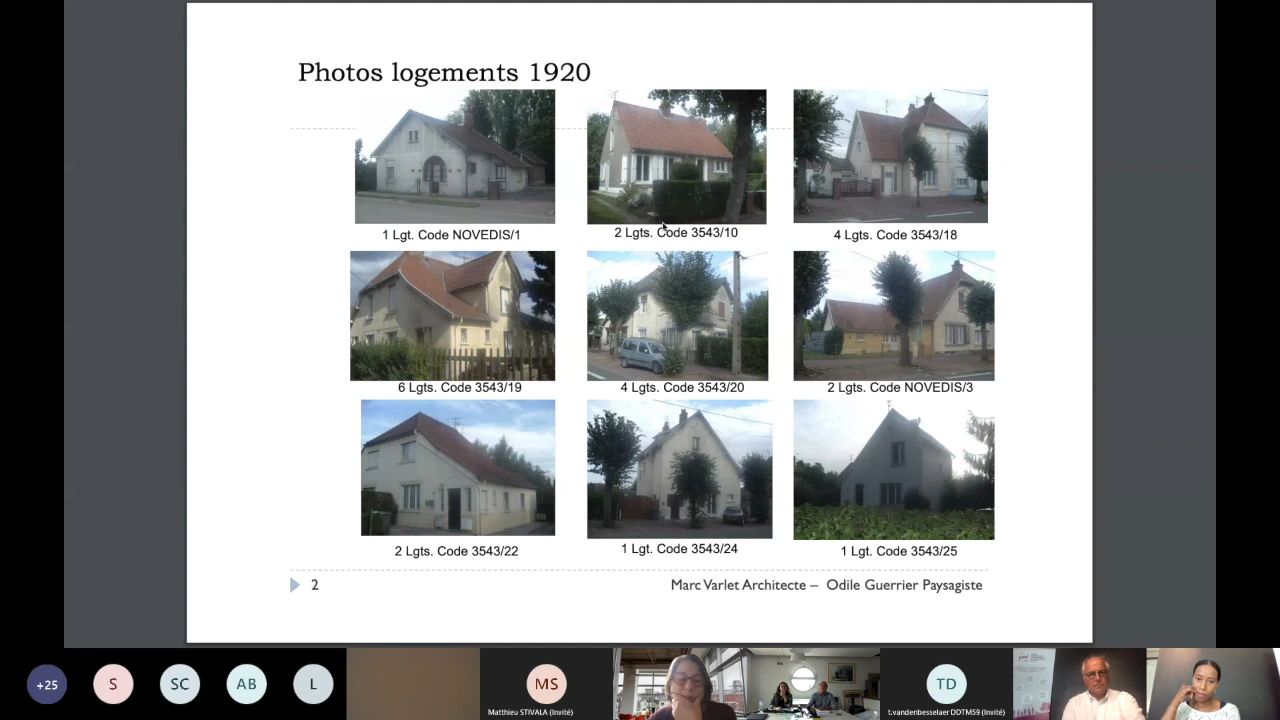 Photos logements 1920
1 Lgt. Code NOVEDIS/1
2 Lgts. Code 3543/10
4 Lgts. Code 3543/18
6 Lgts. Code 3543/19
4 Lgts. Code 3543/20
2 Lgts. Code NOVEDIS/3
2 Lgts. Code 3543/22
1 Lgt. Code 3543/24
1 Lgt. Code 3543/25
2
Marc Varlet Architecte – Odile Guerrier Paysagiste
+25
S
SC
AB
L
MS
Matthieu STIVALA (Invité)
TD
t.vandenbesselaer DDTM59 (Invité)